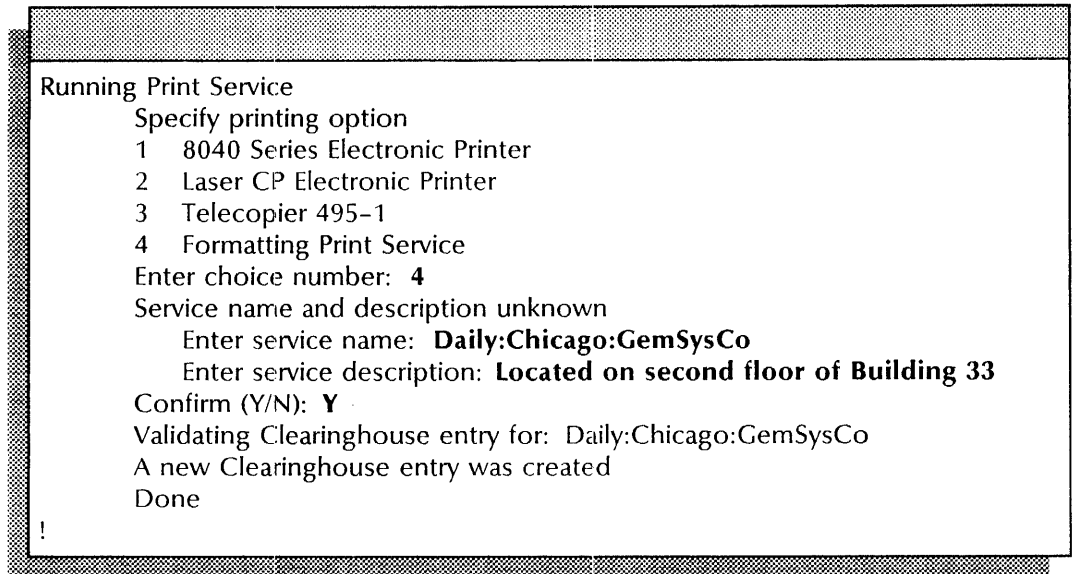 Running Print Service
Specify printing option
1 8040 Series Electronic Printer
2 Laser CP Electronic Printer
3 Telecopier 495-1
4 Formatting Print Service
Enter choice number: 4
Service name and description unknown
Enter service name: Daily:Chicago:GemSysCo
Enter service description: Located on second floor of Building 33
Confirm (Y/N): Y
Validating Clearinghouse entry for: Daily:Chicago:GemSysCo
A new Clearinghouse entry was created
Done
!